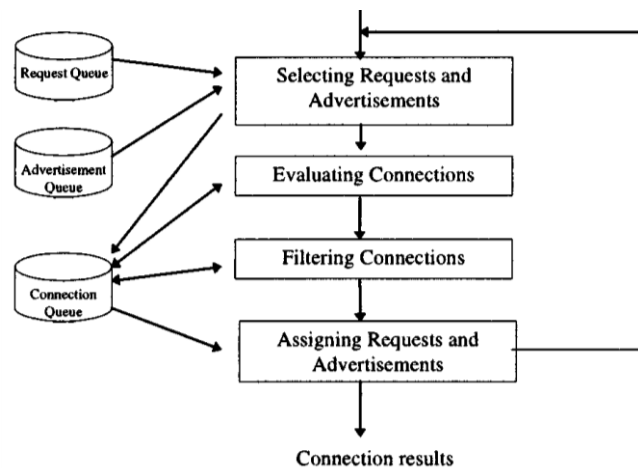 Request Queue
Advertisement
Queue
Connection
Queue
Selecting Requests and
Advertisements
Evaluating Connections
Filtering Connections
Assigning Requests and
Advertisements
Connection results